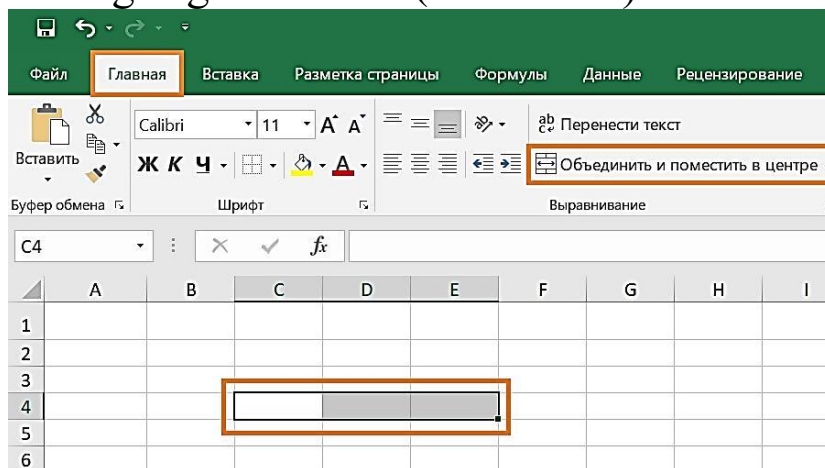 Файл Главная Вставка Разметка страницы Формулы Данные Рецензирование
Вставить
Calibri 11 A A
Ж К Ч A
ab Перенести текст
Объединить и поместить в центре
Буфер обмена Шрифт Выравнивание
C4 fx
A B C D E F G H I
1
2
3
4
5
6